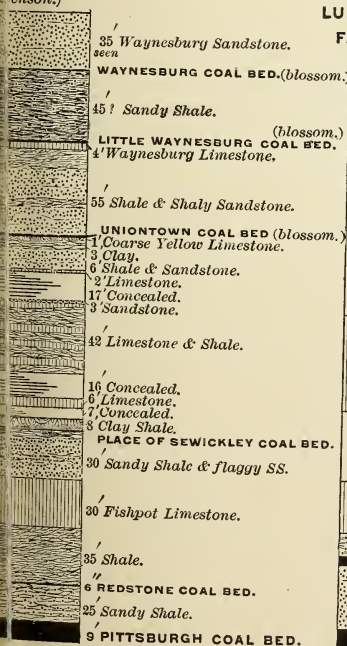 enson.)
LU
F
35' Waynesburg Sandstone.
seen
WAYNESBURG COAL BED.(blossom.)
45'? Sandy Shale.
(blossom.)
LITTLE WAYNESBURG COAL BED.
4' Waynesburg Limestone.
55' Shale & Shaly Sandstone.
UNIONTOWN COAL BED (blossom.)
1' Coarse Yellow Limestone.
3' Clay.
6' Shale & Sandstone.
2' Limestone.
17' Concealed.
3' Sandstone.
42' Limestone & Shale.
16' Concealed.
6' Limestone.
7' Concealed.
8' Clay Shale.
PLACE OF SEWICKLEY COAL BED.
30' Sandy Shale & flaggy SS.
30' Fishpot Limestone.
35' Shale.
6" REDSTONE COAL BED.
25' Sandy Shale.
9' PITTSBURGH COAL BED.